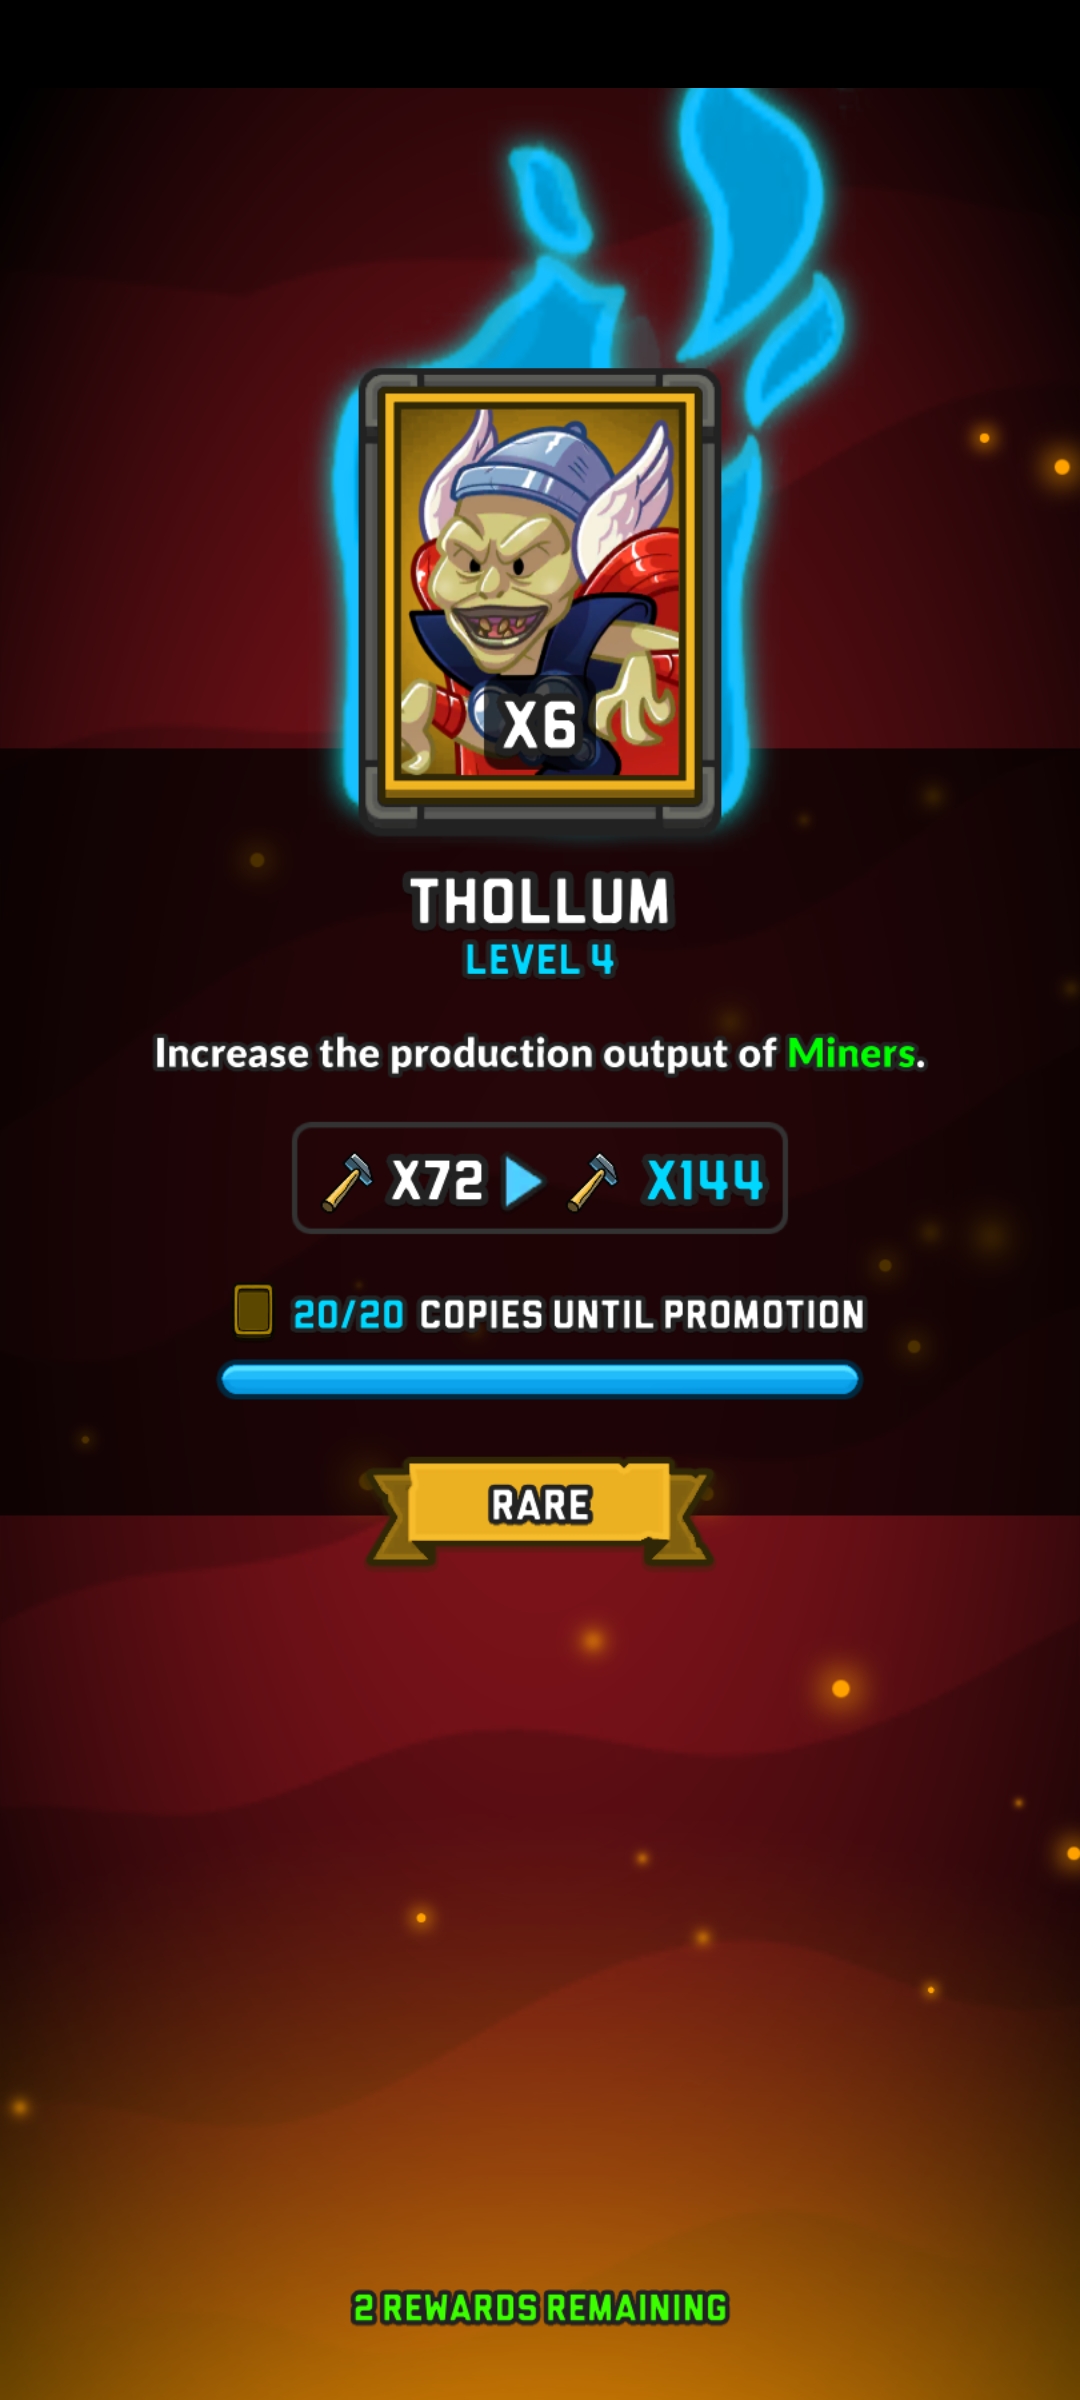 X6
THOLLUM
LEVEL 4
Increase the production output of Miners.
X72 X144
20/20 COPIES UNTIL PROMOTION
RARE
2 REWARDS REMAINING